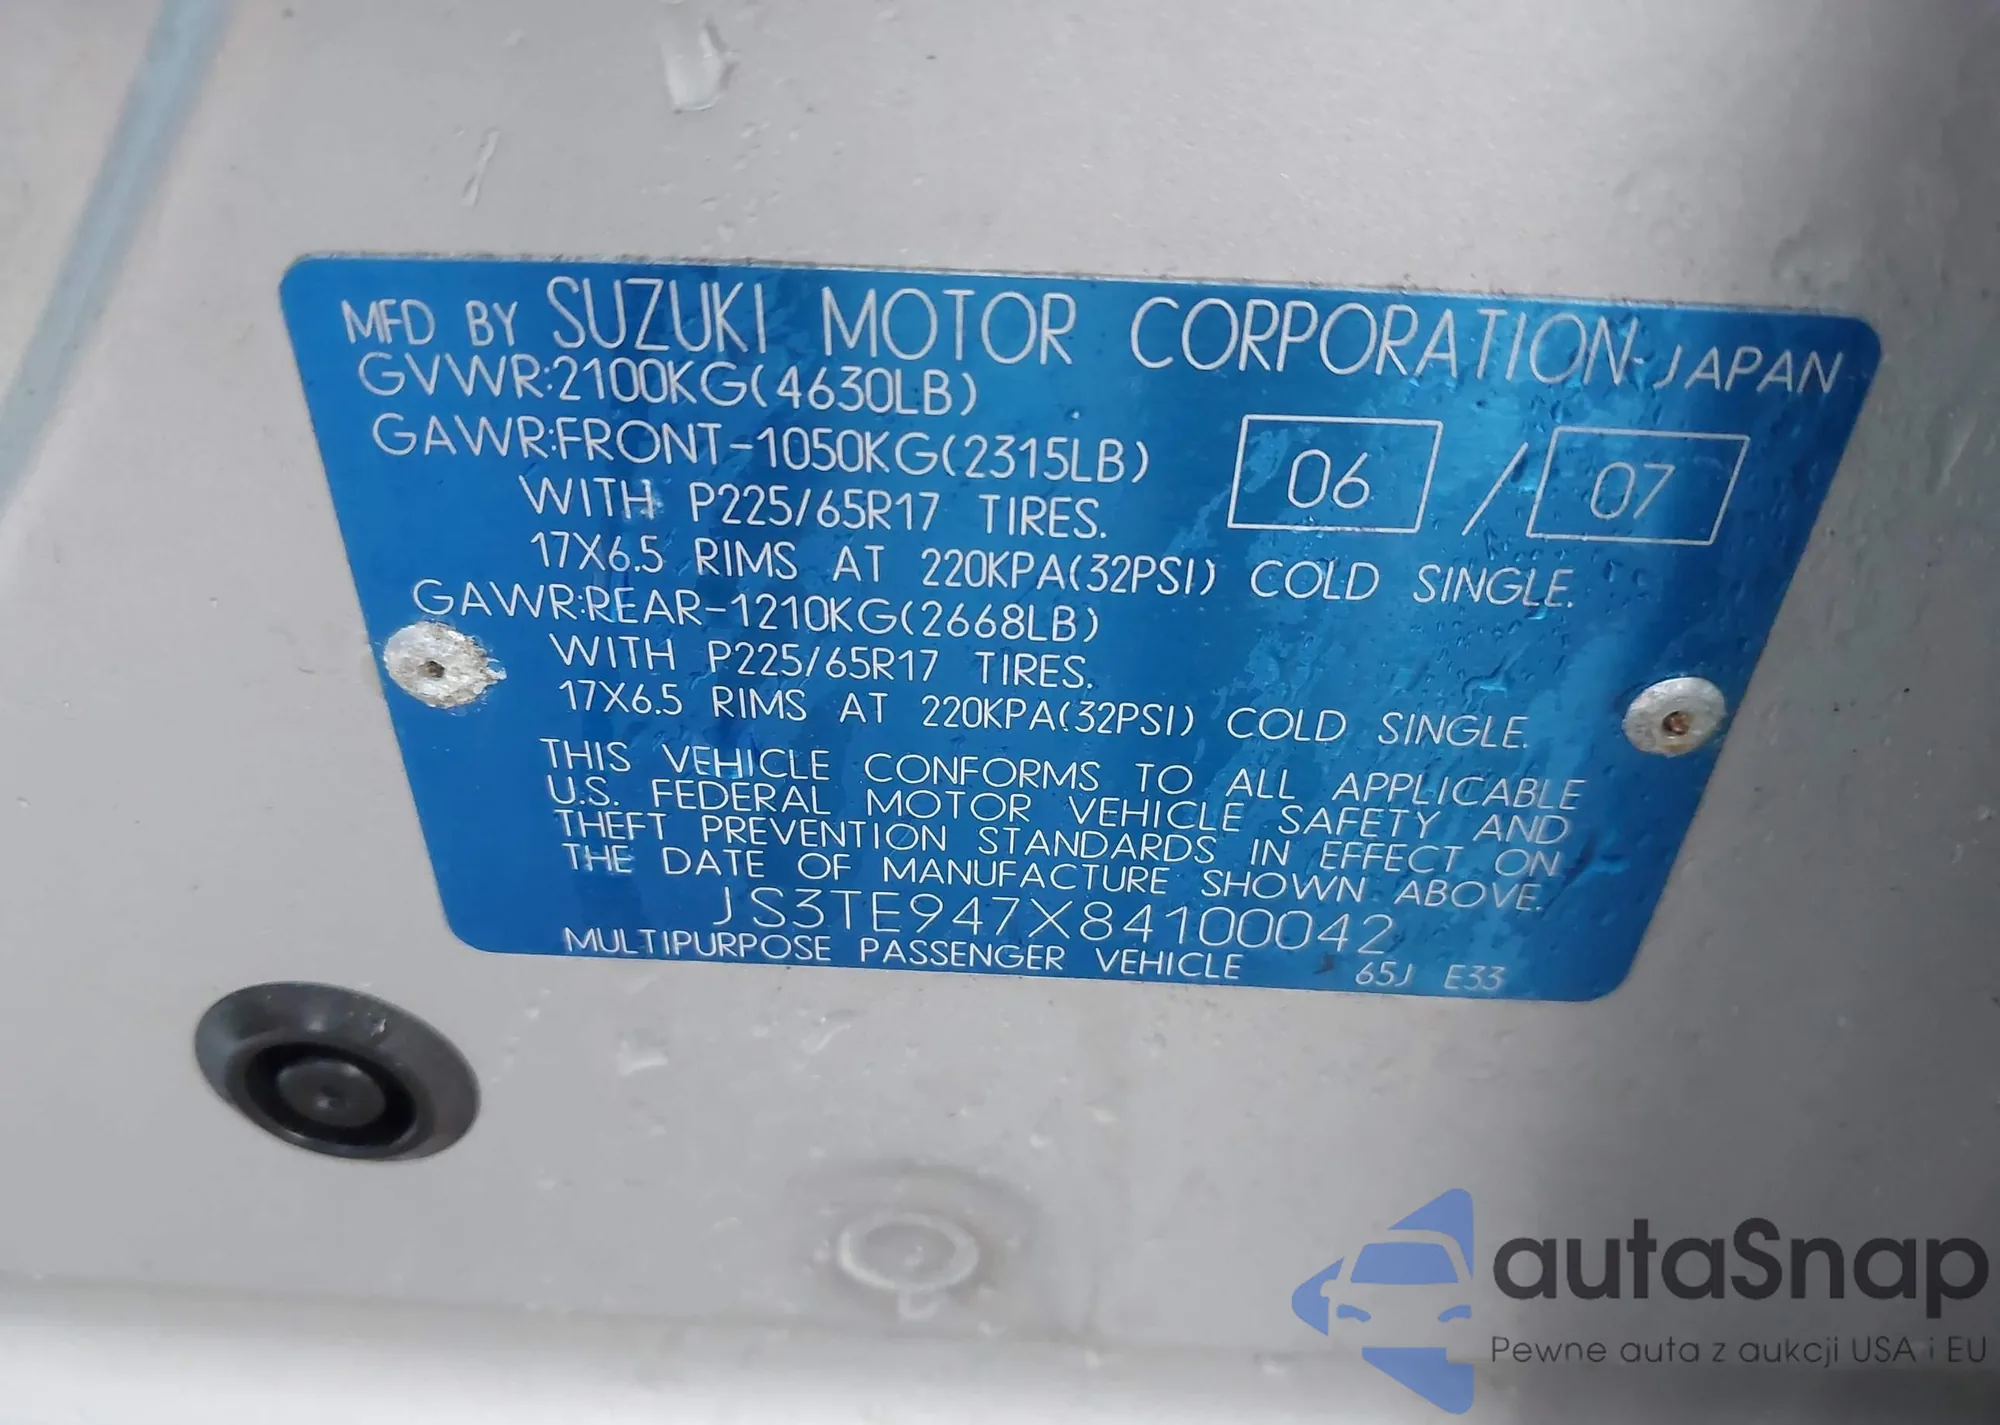 MFD BY SUZUKI MOTOR CORPORATION-JAPAN
GVWR:2100KG(4630LB)
GAWR:FRONT-1050KG(2315LB)
06 / 07
WITH P225/65R17 TIRES.
17X6.5 RIMS AT 220KPA(32PSI) COLD SINGLE.
GAWR:REAR-1210KG(2668LB)
WITH P225/65R17 TIRES.
17X6.5 RIMS AT 220KPA(32PSI) COLD SINGLE.
THIS VEHICLE CONFORMS TO ALL APPLICABLE
U.S. FEDERAL MOTOR VEHICLE SAFETY AND
THEFT PREVENTION STANDARDS IN EFFECT ON
THE DATE OF MANUFACTURE SHOWN ABOVE.
JS3TE947X84100042
MULTIPURPOSE PASSENGER VEHICLE 65J E33
autaSnap
Pewne auta z aukcji USA i EU